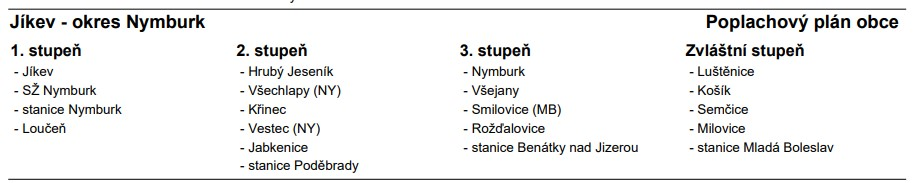 Jíkev - okres Nymburk Poplachový plán obce
1. stupeň 2. stupeň 3. stupeň Zvláštní stupeň
- Jíkev - Hrubý Jeseník - Nymburk - Luštěnice
- SŽ Nymburk - Všechlapy (NY) - Všejany - Košík
- stanice Nymburk - Křinec - Smilovice (MB) - Semčice
- Loučeň - Vestec (NY) - Rožďalovice - Milovice
- Jabkenice - stanice Benátky nad Jizerou - stanice Mladá Boleslav
- stanice Poděbrady